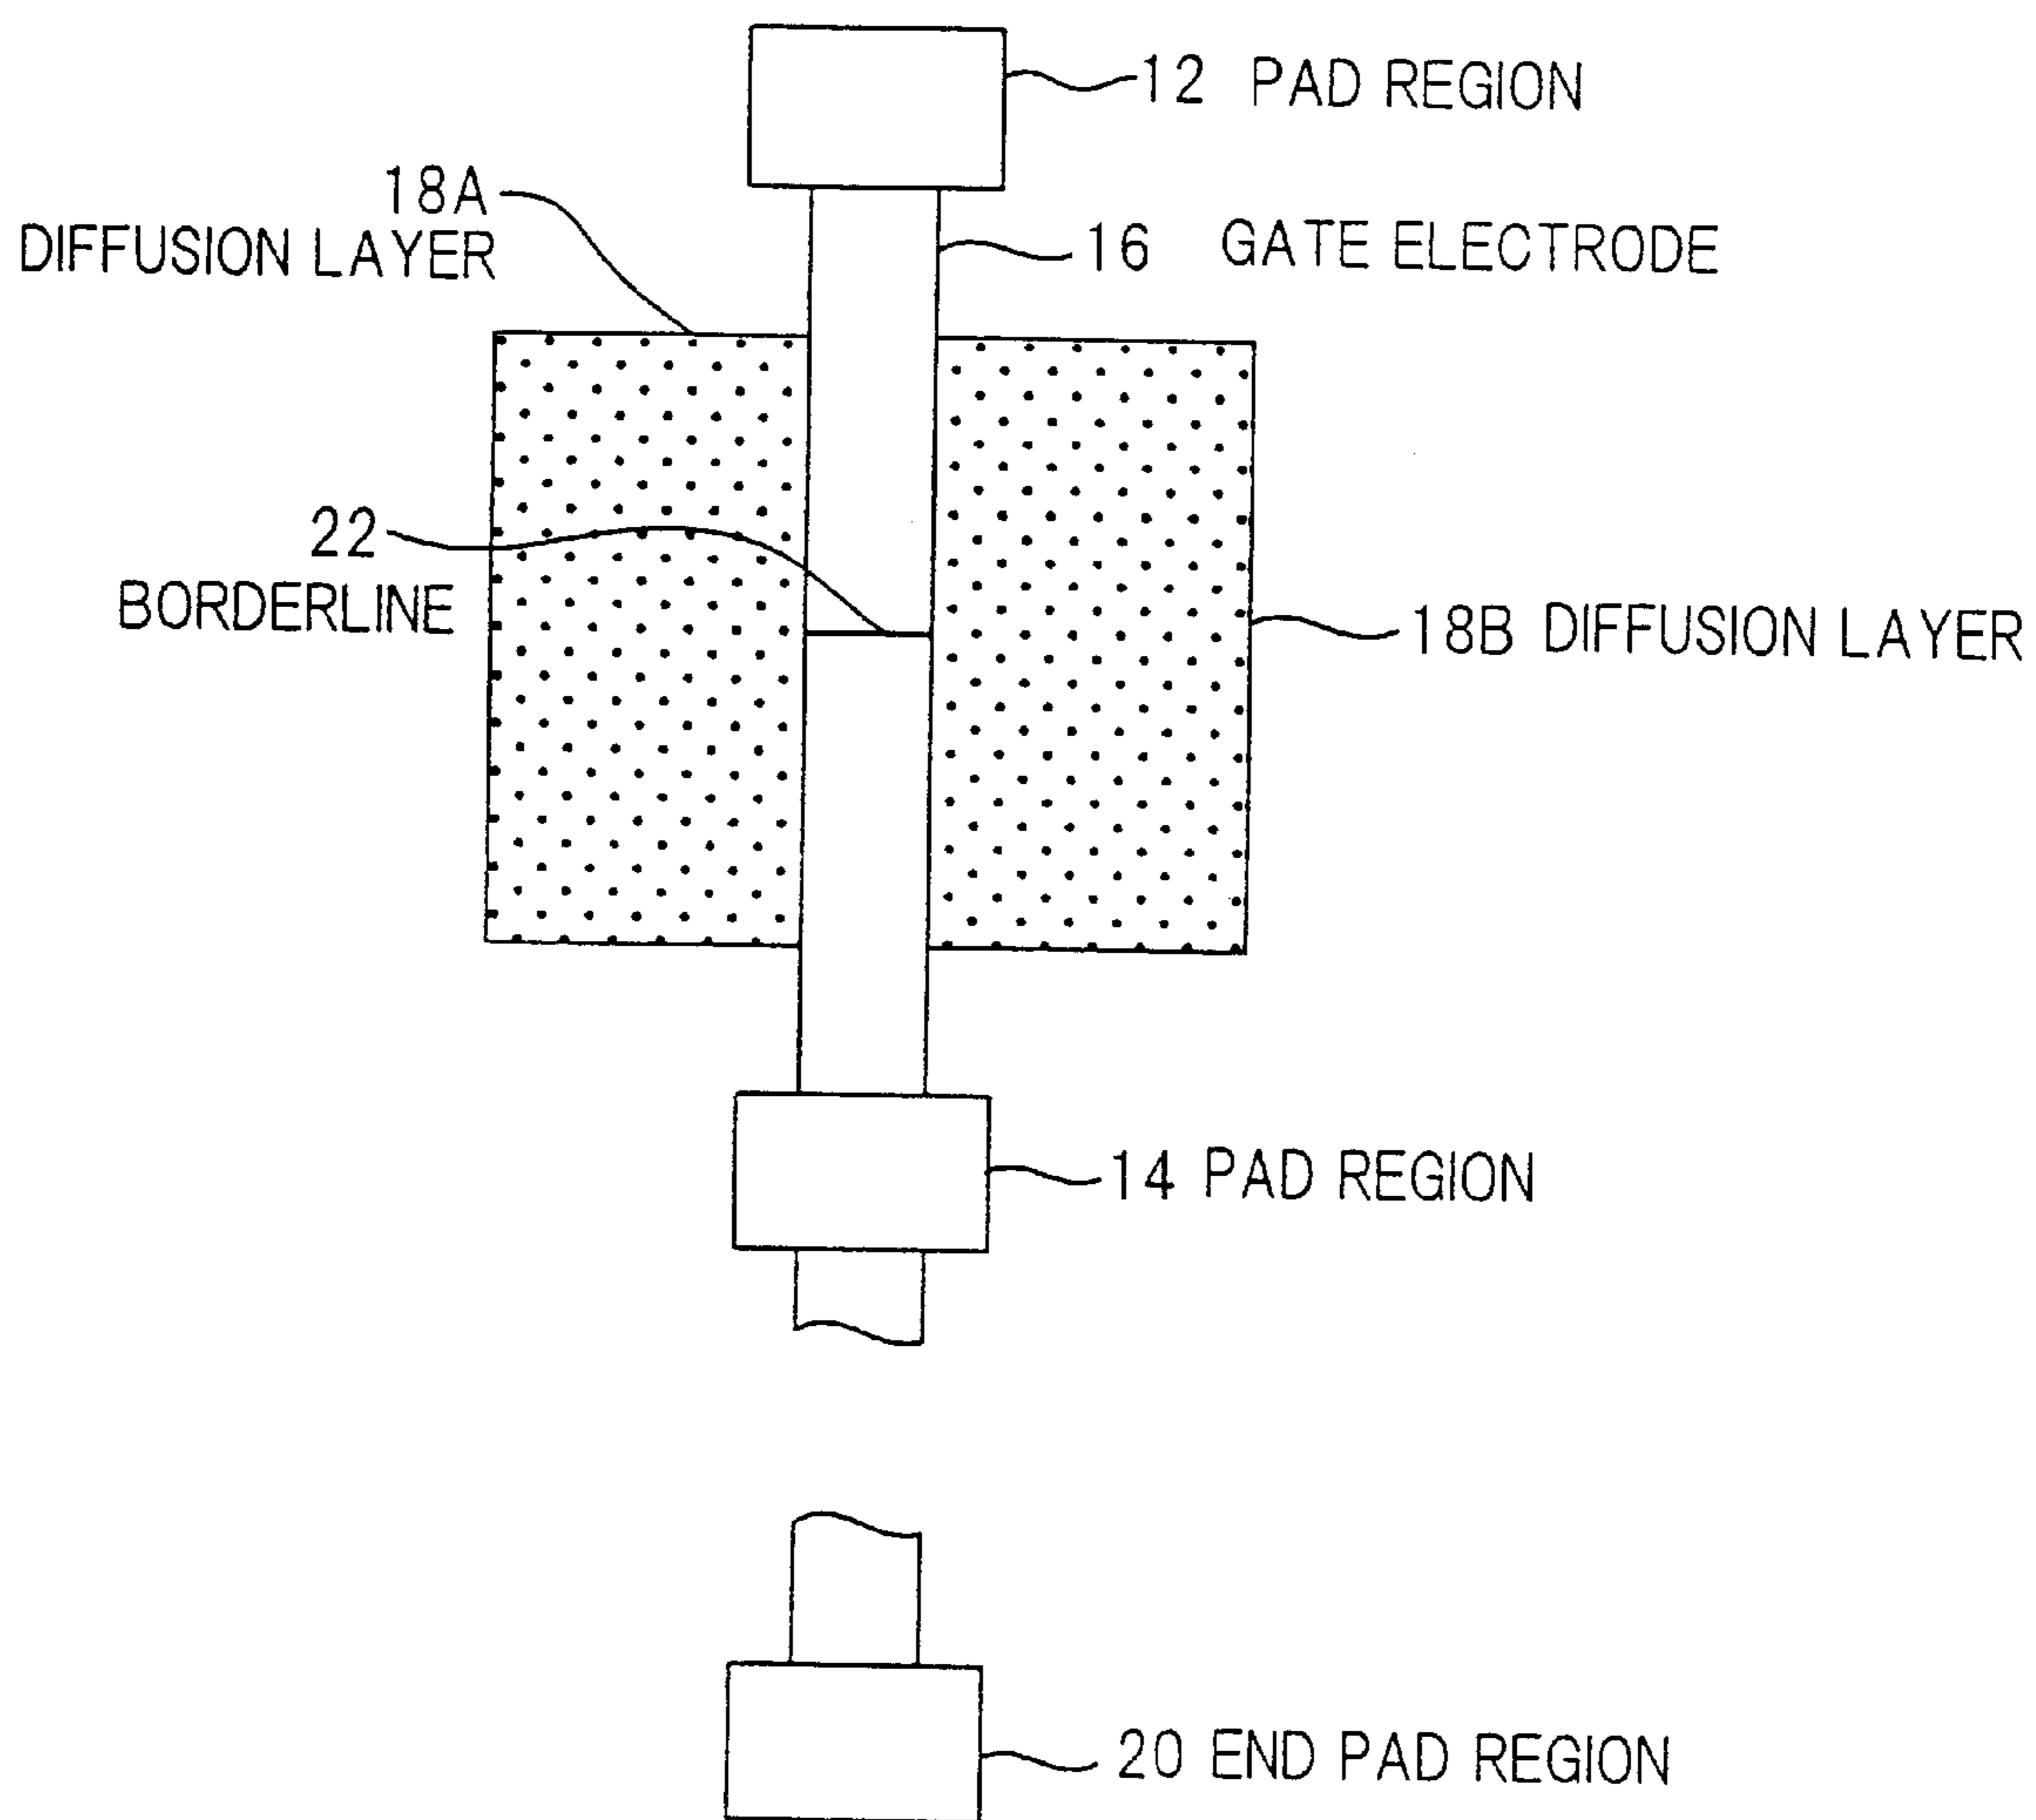 12 PAD REGION
18A
DIFFUSION LAYER
16 GATE ELECTRODE
22
BORDERLINE
18B DIFFUSION LAYER
14 PAD REGION
20 END PAD REGION